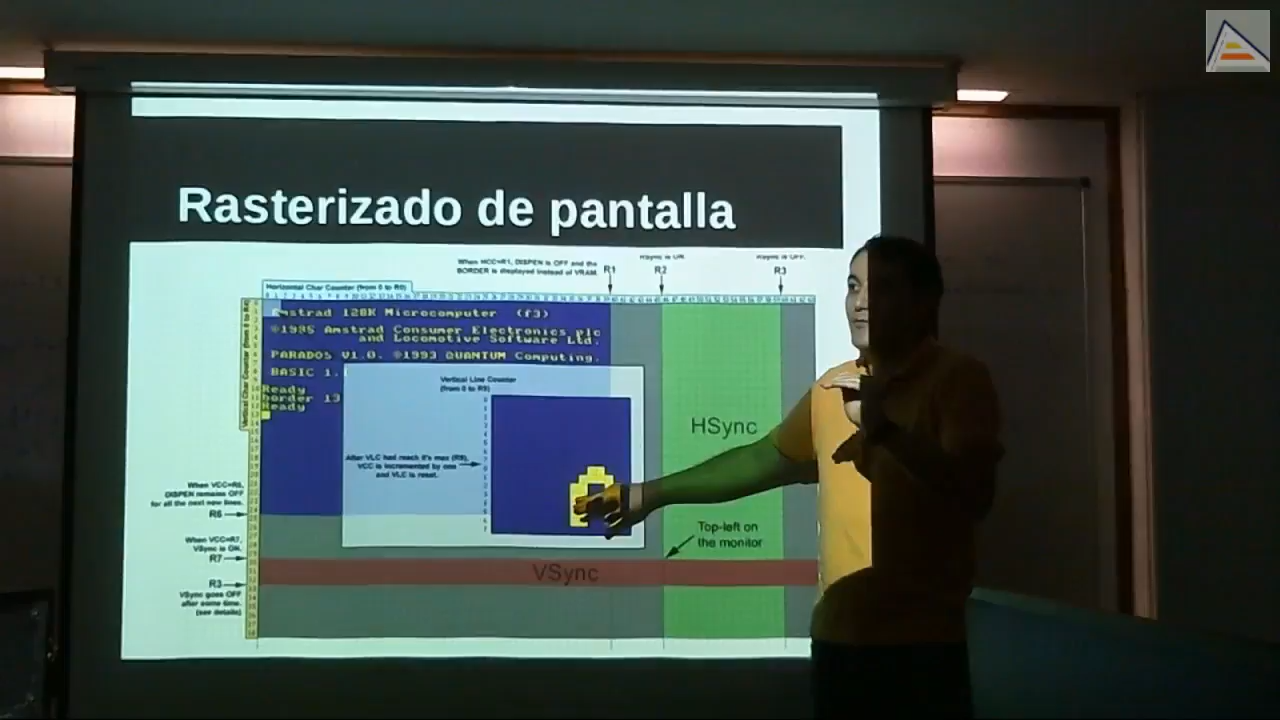 Rasterizado de pantalla
When HCC=R1, DISPEN is OFF and the
BORDER is displayed instead of VRAM.
HSync is ON.
HSync is OFF.
R1
R2
R3
Horizontal Char Counter (from 0 to R0)
Amstrad 128K Microcomputer (f3)
©1985 Amstrad Consumer Electronics plc
and Locomotive Software Ltd.
PARADOS V1.0. ©1993 QUANTUM Computing.
BASIC 1.
Ready
border 13
Ready
Vertical Line Counter
(from 0 to R9)
After VLC had reach it's max (R9),
VCC is incremented by one
and VLC is reset.
HSync
When VCC=R6,
DISPEN remains OFF
for all the next new lines.
R6
When VCC=R7,
VSync is ON.
R7
Top-left on
the monitor
VSync
R3
VSync goes OFF
after some time.
(see details)